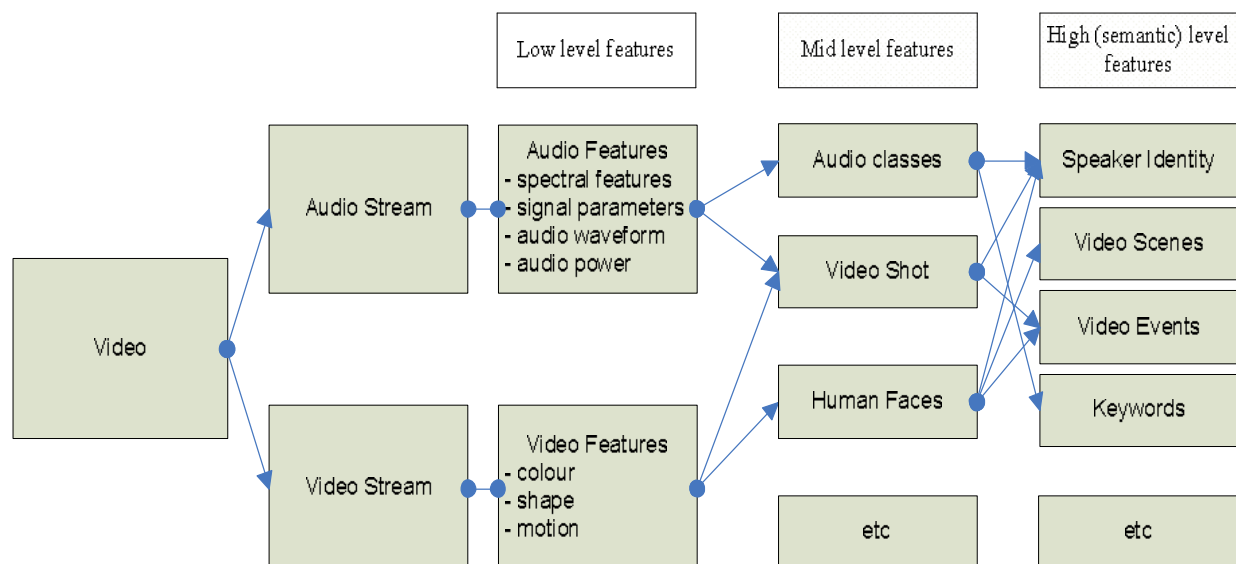 Low level features
Mid level features
High (semantic) level
features
Video
Audio Stream
Video Stream
Audio Features
- spectral features
- signal parameters
- audio waveform
- audio power
Video Features
- colour
- shape
- motion
Audio classes
Video Shot
Human Faces
etc
Speaker Identity
Video Scenes
Video Events
Keywords
etc